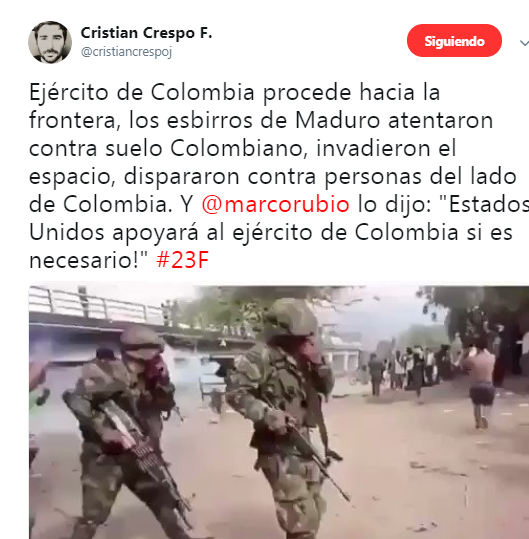 Cristian Crespo F.
@cristiancrespoj
Siguiendo
Ejército de Colombia procede hacia la
frontera, los esbirros de Maduro atentaron
contra suelo Colombiano, invadieron el
espacio, dispararon contra personas del lado
de Colombia. Y @marcorubio lo dijo: "Estados
Unidos apoyará al ejército de Colombia si es
necesario!" #23F